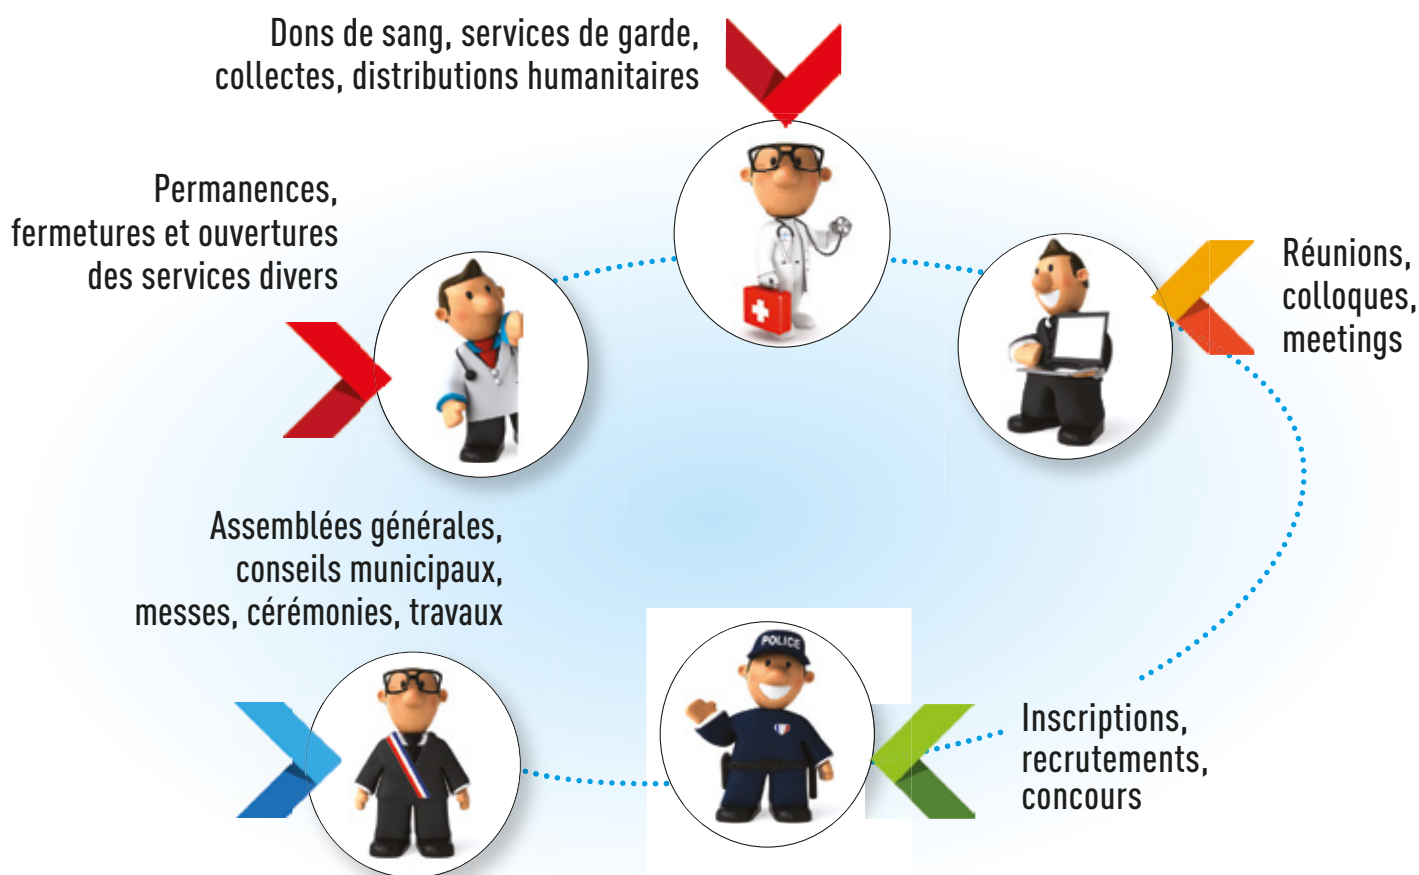 Dons de sang, services de garde,
collectes, distributions humanitaires
Permanences,
fermetures et ouvertures
des services divers
Réunions,
colloques,
meetings
Assemblées générales,
conseils municipaux,
messes, cérémonies, travaux
POLICE
Inscriptions,
recrutements,
concours